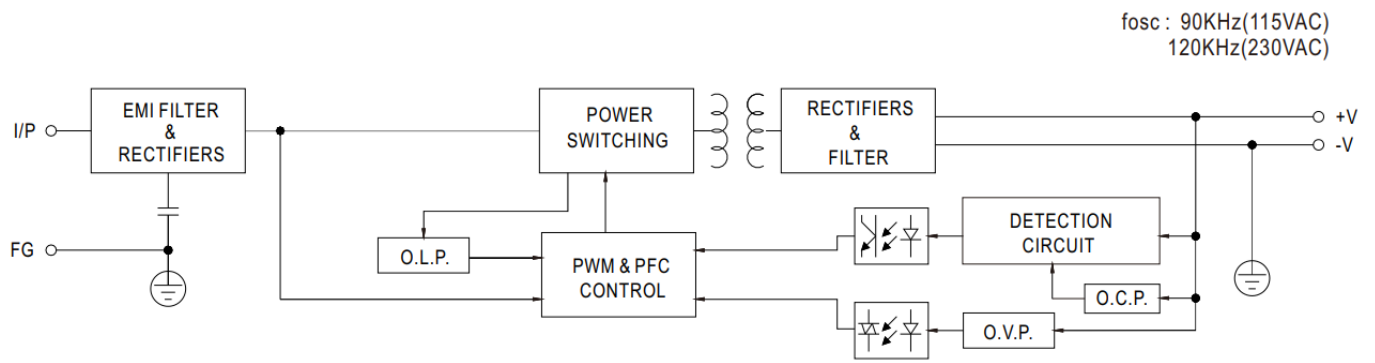 fosc : 90KHz(115VAC)
120KHz(230VAC)
I/P
EMI FILTER
&
RECTIFIERS
POWER
SWITCHING
RECTIFIERS
&
FILTER
+V
-V
FG
O.L.P.
PWM & PFC
CONTROL
DETECTION
CIRCUIT
O.C.P.
O.V.P.